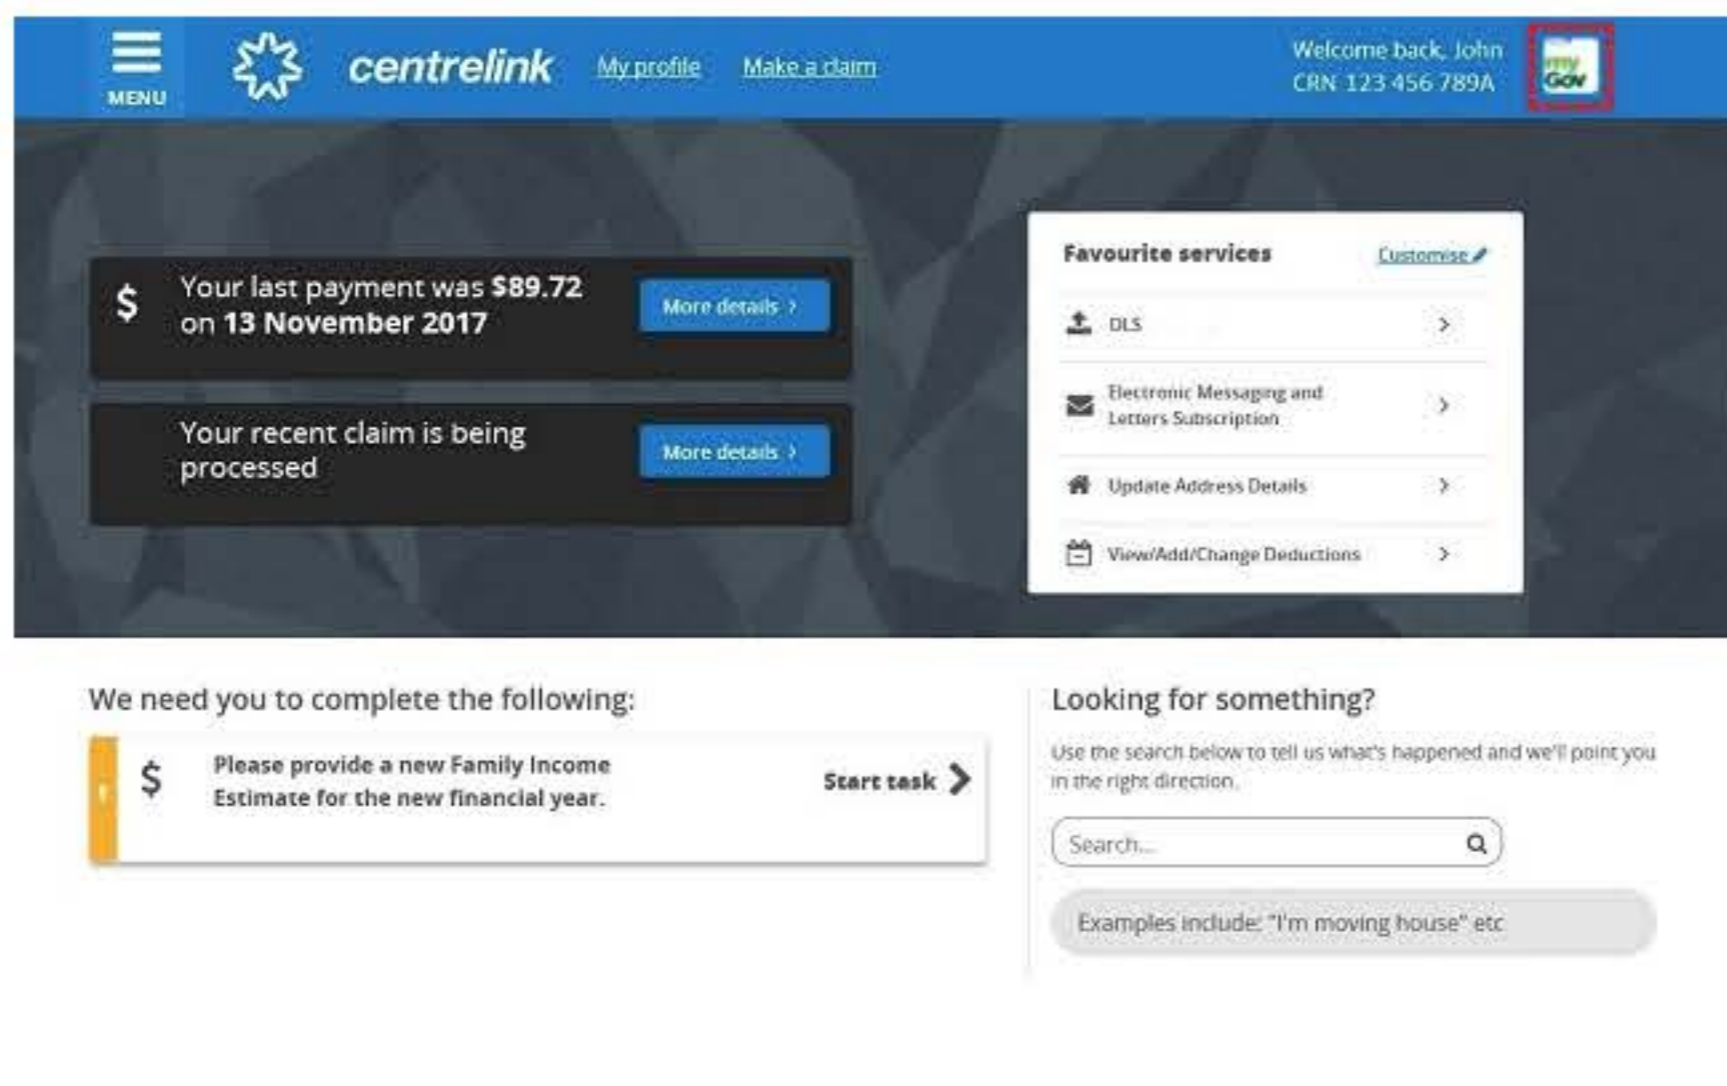 MENU
centrelink
My profile
Make a claim
Welcome back, John
CRN 123 456 789A
my
Gov
Your last payment was $89.72
on 13 November 2017
More details
Your recent claim is being
processed
More details
Favourite services
Customise
DLS
Electronic Messaging and
Letters Subscription
Update Address Details
View/Add/Change Deductions
We need you to complete the following:
Please provide a new Family Income
Estimate for the new financial year.
Start task
Looking for something?
Use the search below to tell us what's happened and we'll point you
in the right direction.
Search...
Examples include: "I'm moving house" etc